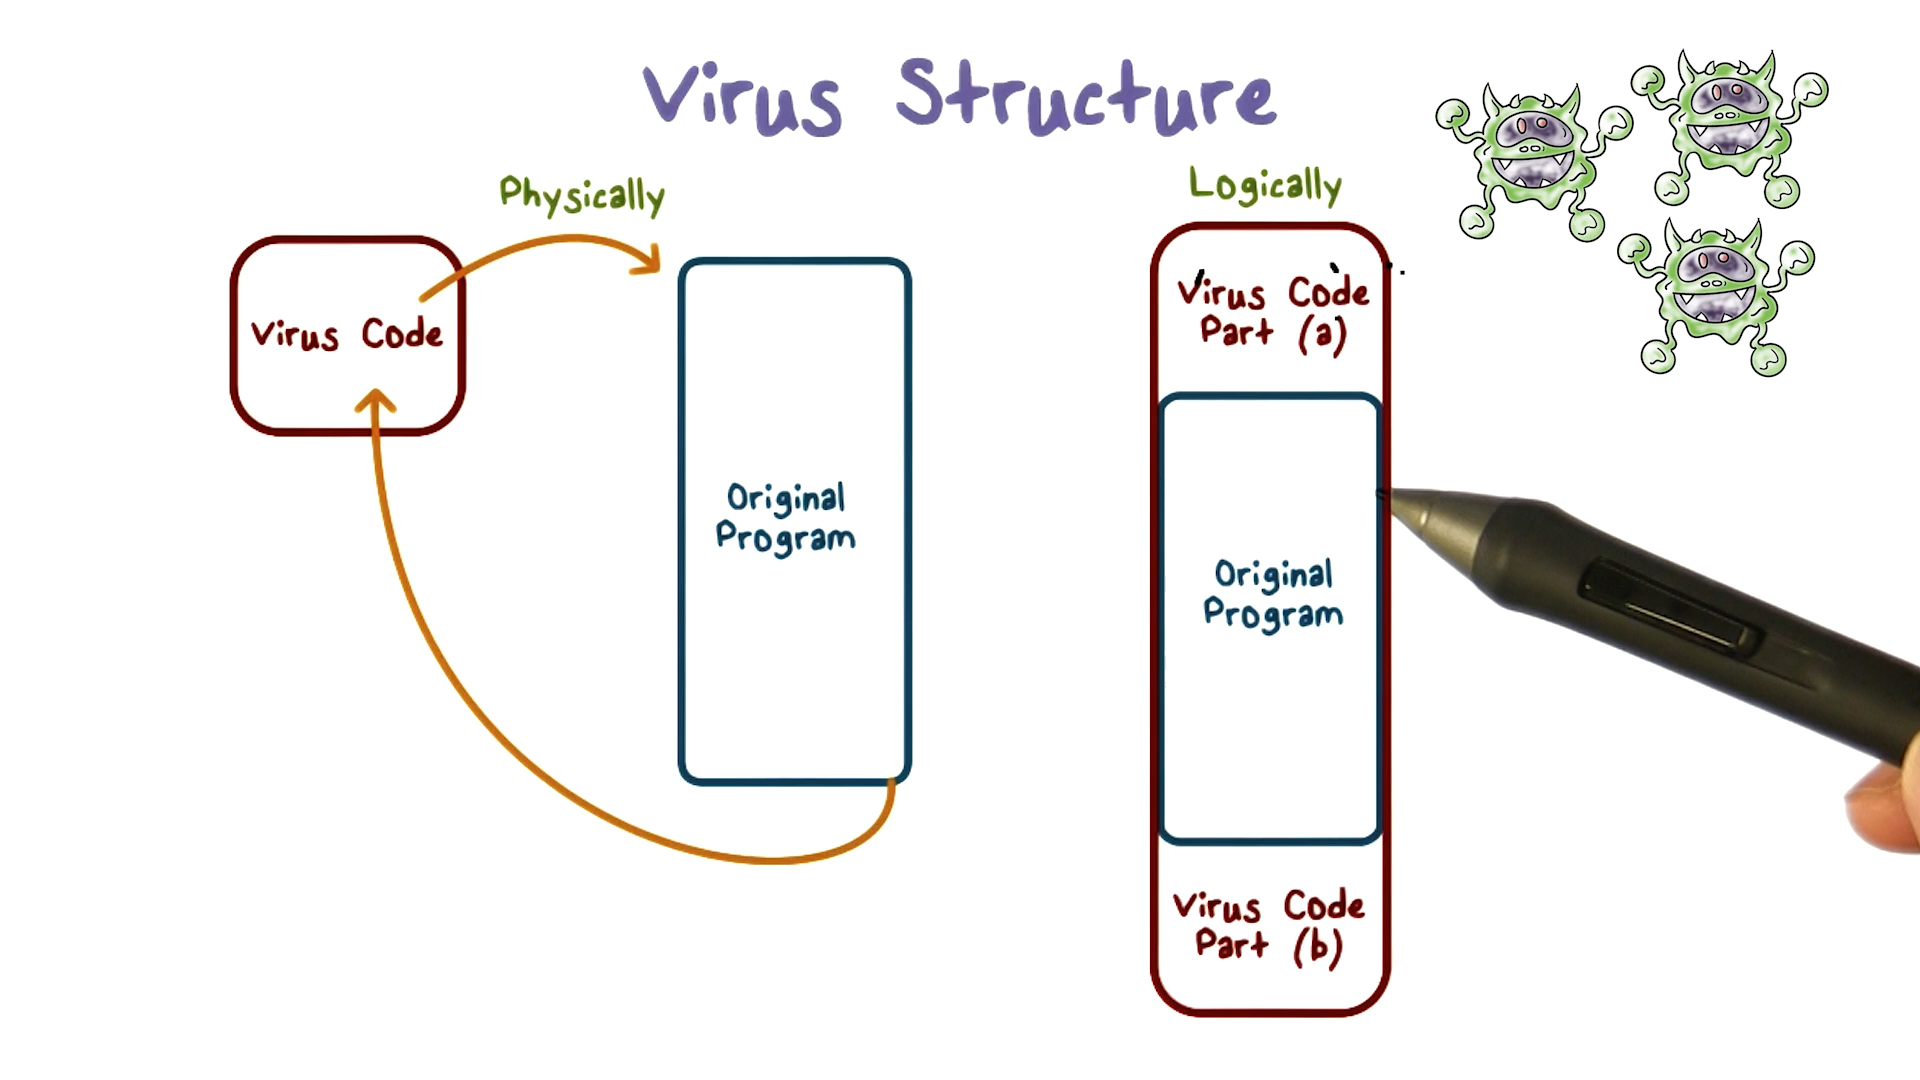 Virus Structure
Physically
Virus Code
Original
Program
Logically
Virus Code
Part (a)
Original
Program
Virus Code
Part (b)